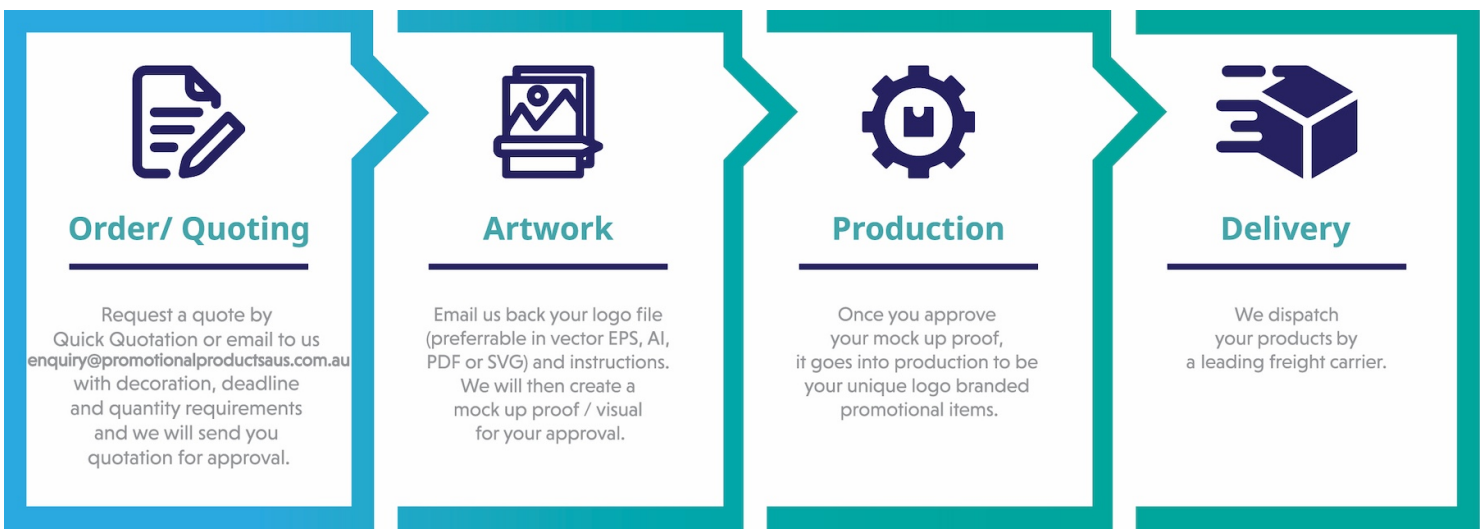 Order/ Quoting
Request a quote by
Quick Quotation or email to us
enquiry@promotionalproductsaus.com.au
with decoration, deadline
and quantity requirements
and we will send you
quotation for approval.
Artwork
Email us back your logo file
(preferrable in vector EPS, AI,
PDF or SVG) and instructions.
We will then create a
mock up proof / visual
for your approval.
Production
Once you approve
your mock up proof,
it goes into production to be
your unique logo branded
promotional items.
Delivery
We dispatch
your products by
a leading freight carrier.